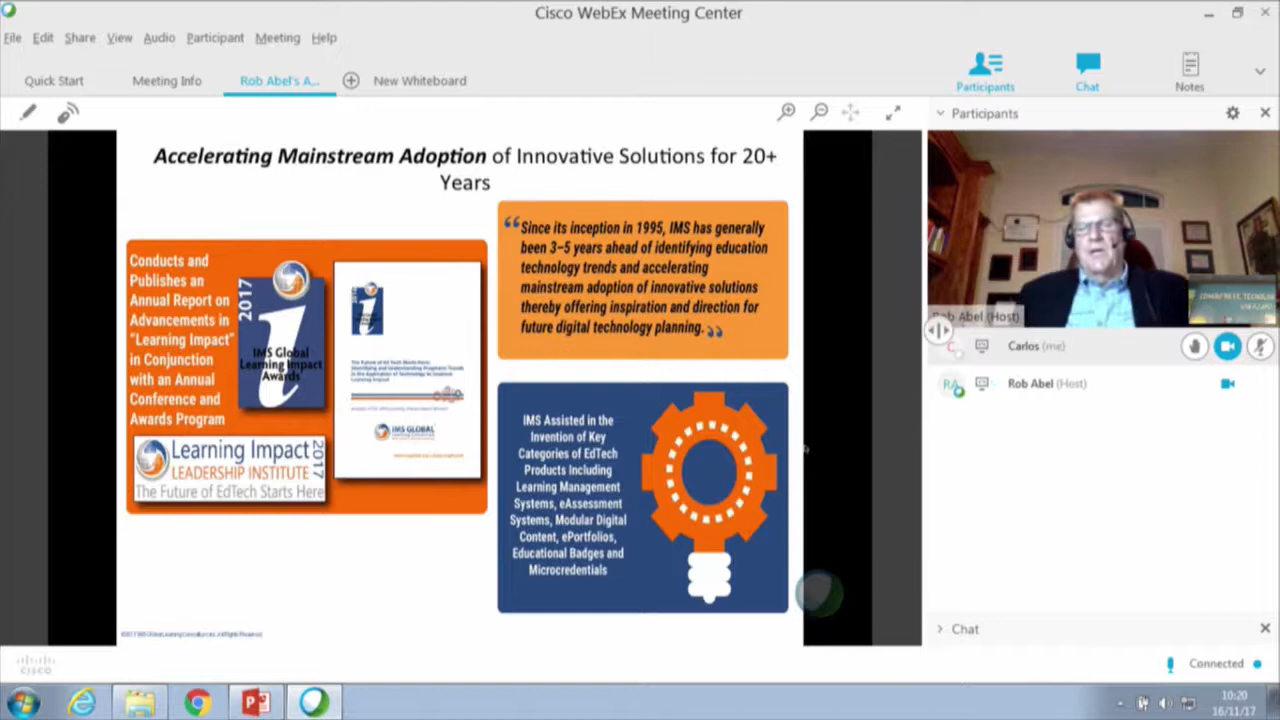 Cisco WebEx Meeting Center
File Edit Share View Audio Participant Meeting Help
Quick Start Meeting Info Rob Abel's A... New Whiteboard
Participants Chat Notes
Participants
Accelerating Mainstream Adoption of Innovative Solutions for 20+
Years
Conducts and
Publishes an
Annual Report on
Advancements in
“Learning Impact”
in Conjunction
with an Annual
Conference and
Awards Program
2017
i
IMS Global
Learning Impact
Awards
Learning Impact
LEADERSHIP INSTITUTE
2017
The Future of EdTech Starts Here
i
IMS GLOBAL
“Since its inception in 1995, IMS has generally
been 3–5 years ahead of identifying education
technology trends and accelerating
mainstream adoption of innovative solutions
thereby offering inspiration and direction for
future digital technology planning.”
IMS Assisted in the
Invention of Key
Categories of EdTech
Products Including
Learning Management
Systems, eAssessment
Systems, Modular Digital
Content, ePortfolios,
Educational Badges and
Microcredentials
Rob Abel (Host)
Carlos (me)
RA Rob Abel (Host)
Chat
cisco
Connected
10:20
16/11/17